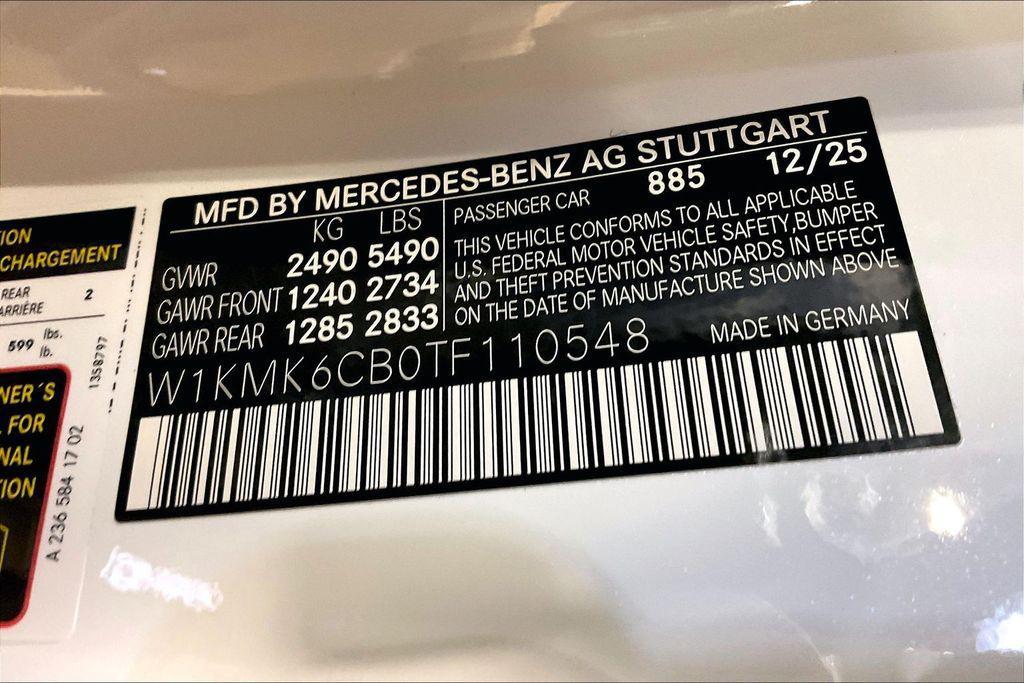 MFD BY MERCEDES-BENZ AG STUTTGART
KG LBS
GVWR 2490 5490
GAWR FRONT 1240 2734
GAWR REAR 1285 2833
PASSENGER CAR 885 12/25
THIS VEHICLE CONFORMS TO ALL APPLICABLE
U.S. FEDERAL MOTOR VEHICLE SAFETY, BUMPER
AND THEFT PREVENTION STANDARDS IN EFFECT
ON THE DATE OF MANUFACTURE SHOWN ABOVE
W1KMK6CB0TF110548
MADE IN GERMANY
ION
CHARGEMENT
REAR 2
ARRIÈRE
599 lbs.
lb.
1358797
NER´S
FOR
NAL
ION
A 236 584 17 02